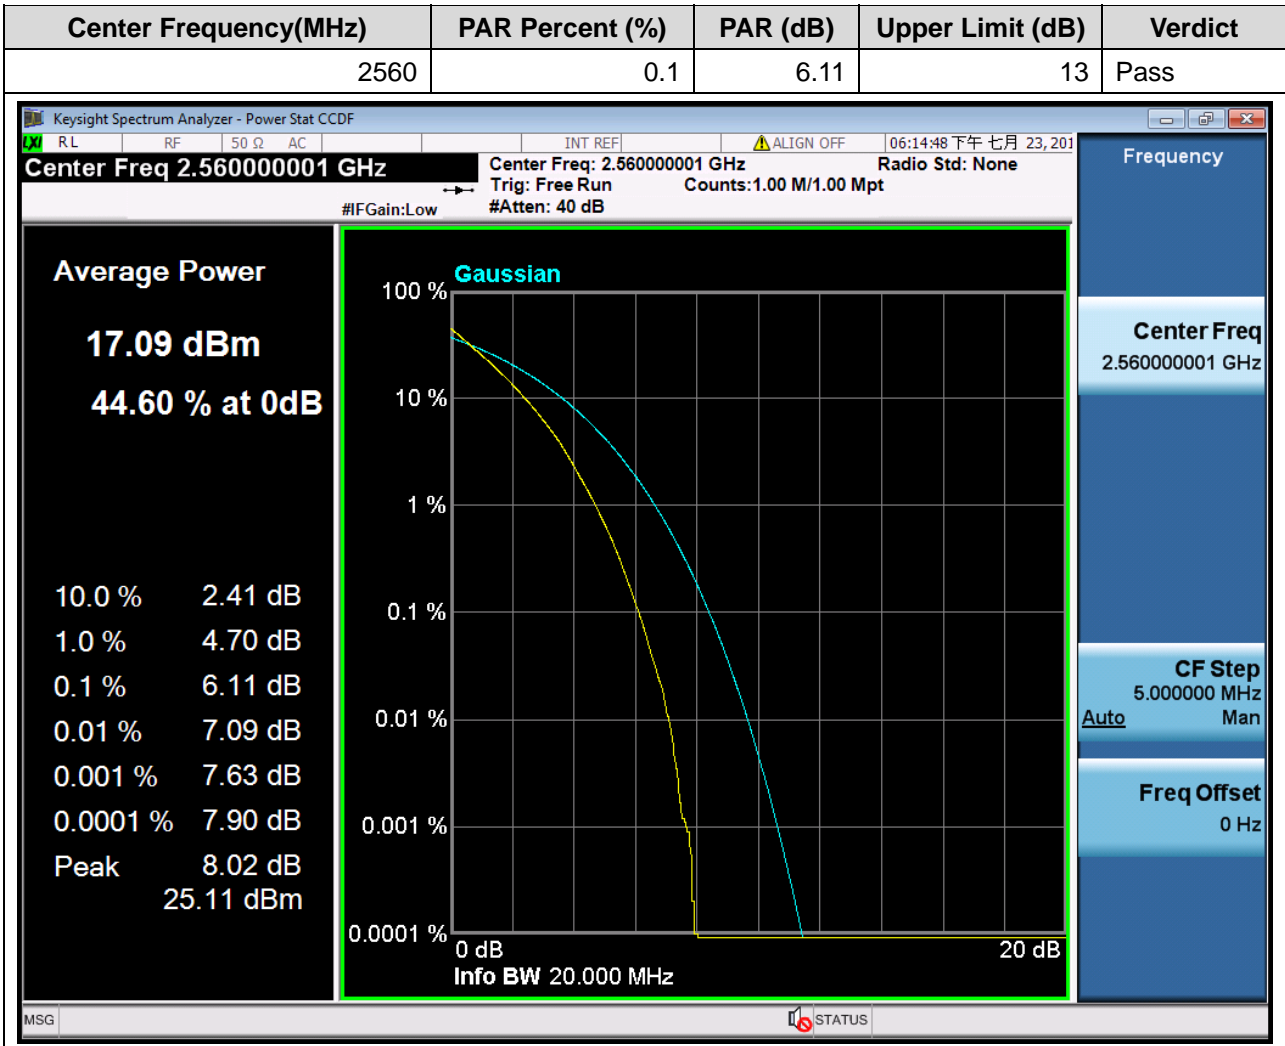 Center Frequency(MHz) PAR Percent (%) PAR (dB) Upper Limit (dB) Verdict
2560 0.1 6.11 13 Pass
Keysight Spectrum Analyzer - Power Stat CCDF
LXI RL RF 50 Ω AC INT REF ALIGN OFF 06:14:48 下午 七月 23, 201
Center Freq 2.560000001 GHz
Center Freq: 2.560000001 GHz Radio Std: None
Trig: Free Run Counts:1.00 M/1.00 Mpt
#IFGain:Low #Atten: 40 dB
Average Power
17.09 dBm
44.60 % at 0dB
10.0 % 2.41 dB
1.0 % 4.70 dB
0.1 % 6.11 dB
0.01 % 7.09 dB
0.001 % 7.63 dB
0.0001 % 7.90 dB
Peak 8.02 dB
25.11 dBm
Gaussian
100 %
10 %
1 %
0.1 %
0.01 %
0.001 %
0.0001 %
0 dB 20 dB
Info BW 20.000 MHz
Frequency
Center Freq
2.560000001 GHz
CF Step
5.000000 MHz
Auto Man
Freq Offset
0 Hz
MSG STATUS